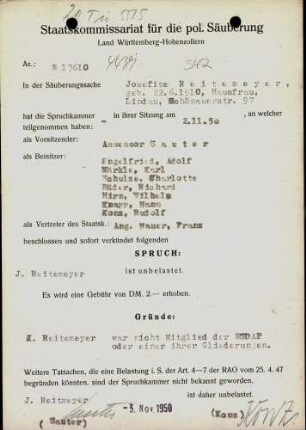 Staatskommissariat für die pol. Säuberung
Land Württemberg-Hohenzollern
Nr.: N 13610
In der Säuberungssache Josefine Reitemeyer,
geb. 22.6.1910, Hausfrau,
Lindau, Schönauerstr. 97
hat die Spruchkammer — in ihrer Sitzung am 2.11.50, an welcher
teilgenommen haben:
als Vorsitzender: Assessor Sauter
als Beisitzer: Engelfried, Adolf
Märkle, Karl
Schulze, Charlotte
Bäder, Richard
Hirn, Wilhelm
Knapp, Hans
Konz, Rudolf
als Vertreter des Staatsk.: Ang. Hauer, Franz
beschlossen und sofort verkündet folgenden
SPRUCH:
J. Reitemeyer ist unbelastet.
Es wird eine Gebühr von DM. 2.— erhoben.
Gründe:
Reitemeyer war nicht Mitglied der NSDAP
oder einer ihrer Gliederungen.
Weitere Tatsachen, die eine Belastung i. S. der Art. 4—7 der RAG vom 25. 4. 47
begründen könnten, sind der Spruchkammer nicht bekannt geworden.
J. Reitemeyer ist daher unbelastet.
-3. Nov. 1950
(Sauter) (Konz)